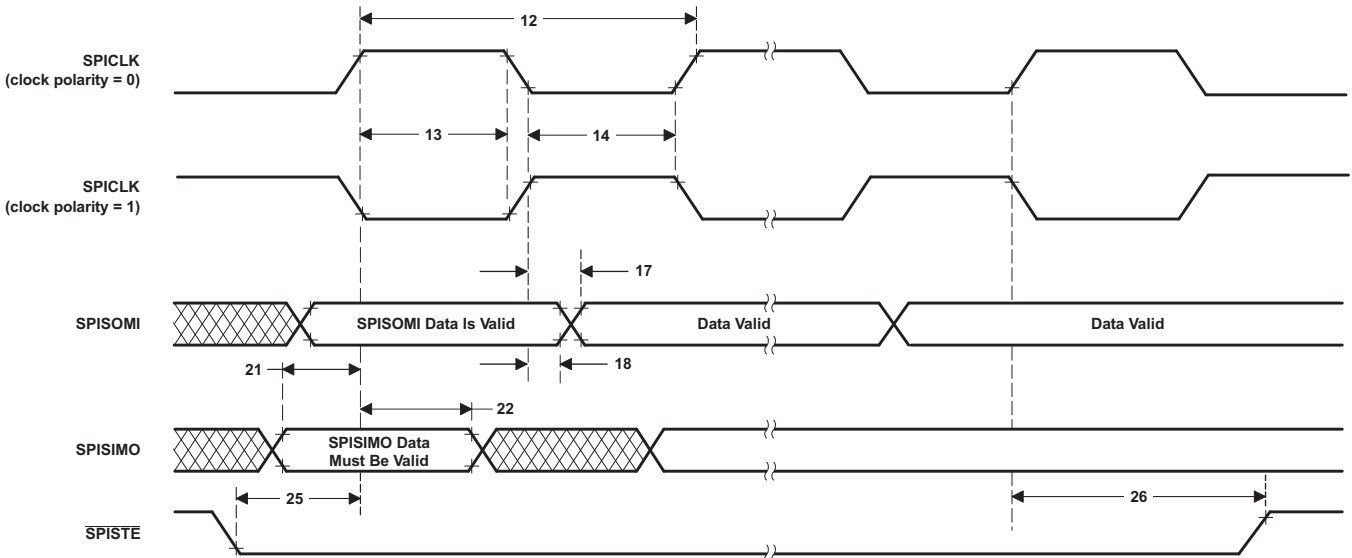 12
SPICLK
(clock polarity = 0)
13
14
SPICLK
(clock polarity = 1)
17
SPISOMI
SPISOMI Data Is Valid
Data Valid
Data Valid
18
21
22
SPISIMO
SPISIMO Data
Must Be Valid
25
26
SPISTE